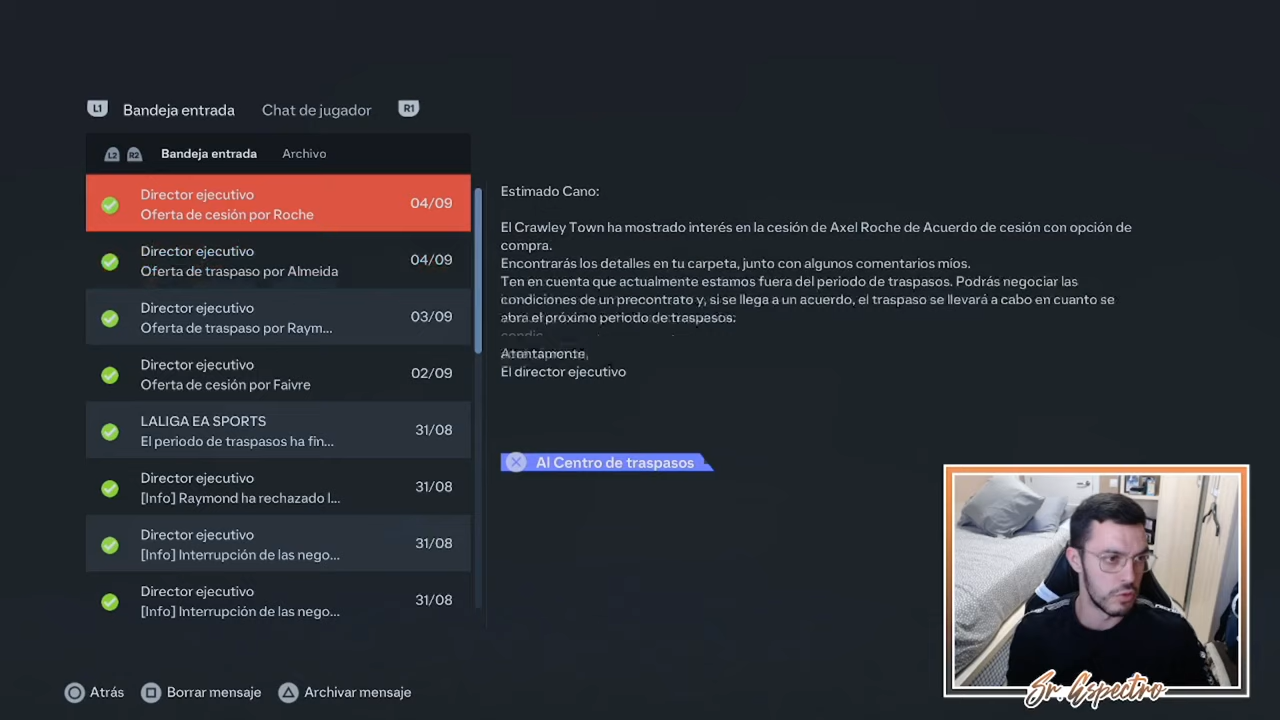 L1 Bandeja entrada Chat de jugador R1
L2 R2 Bandeja entrada Archivo
Director ejecutivo
Oferta de cesión por Roche
04/09
Director ejecutivo
Oferta de traspaso por Almeida
04/09
Director ejecutivo
Oferta de traspaso por Raym...
03/09
Director ejecutivo
Oferta de cesión por Faivre
02/09
LALIGA EA SPORTS
El periodo de traspasos ha fin...
31/08
Director ejecutivo
[Info] Raymond ha rechazado l...
31/08
Director ejecutivo
[Info] Interrupción de las nego...
31/08
Director ejecutivo
[Info] Interrupción de las nego...
31/08
Estimado Cano:
El Crawley Town ha mostrado interés en la cesión de Axel Roche de Acuerdo de cesión con opción de
compra.
Encontrarás los detalles en tu carpeta, junto con algunos comentarios míos.
Ten en cuenta que actualmente estamos fuera del periodo de traspasos. Podrás negociar las
condiciones de un precontrato y, si se llega a un acuerdo, el traspaso se llevará a cabo en cuanto se
abra el próximo periodo de traspasos.
Atentamente,
El director ejecutivo
Al Centro de traspasos
Atrás Borrar mensaje Archivar mensaje
Sr. Espectro